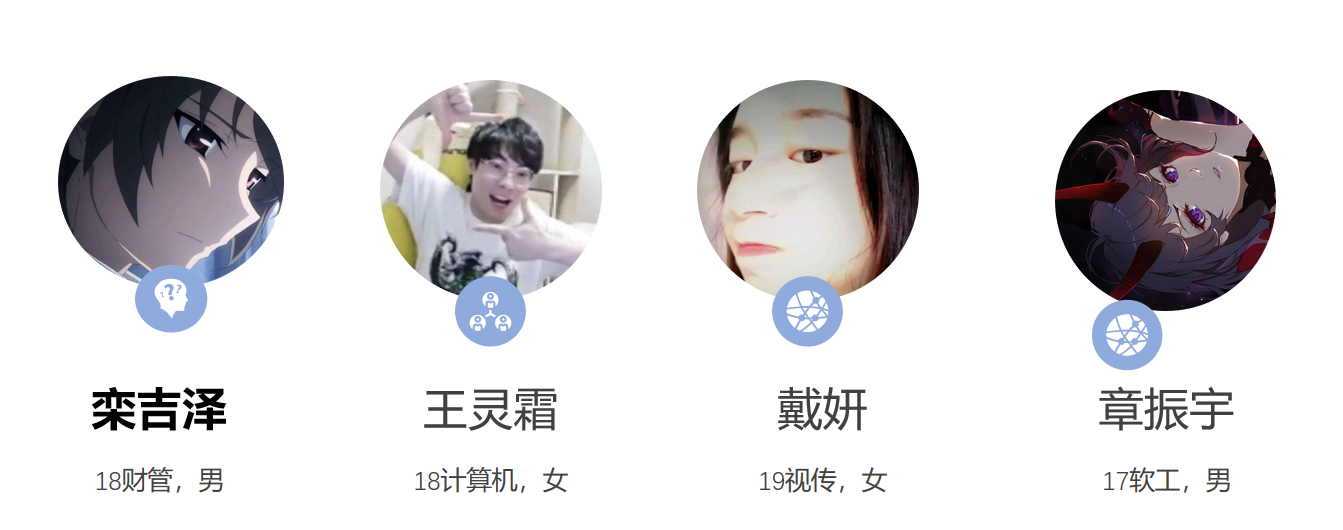 栾吉泽
王灵霜
戴妍
章振宇
18财管，男
18计算机，女
19视传，女
17软工，男